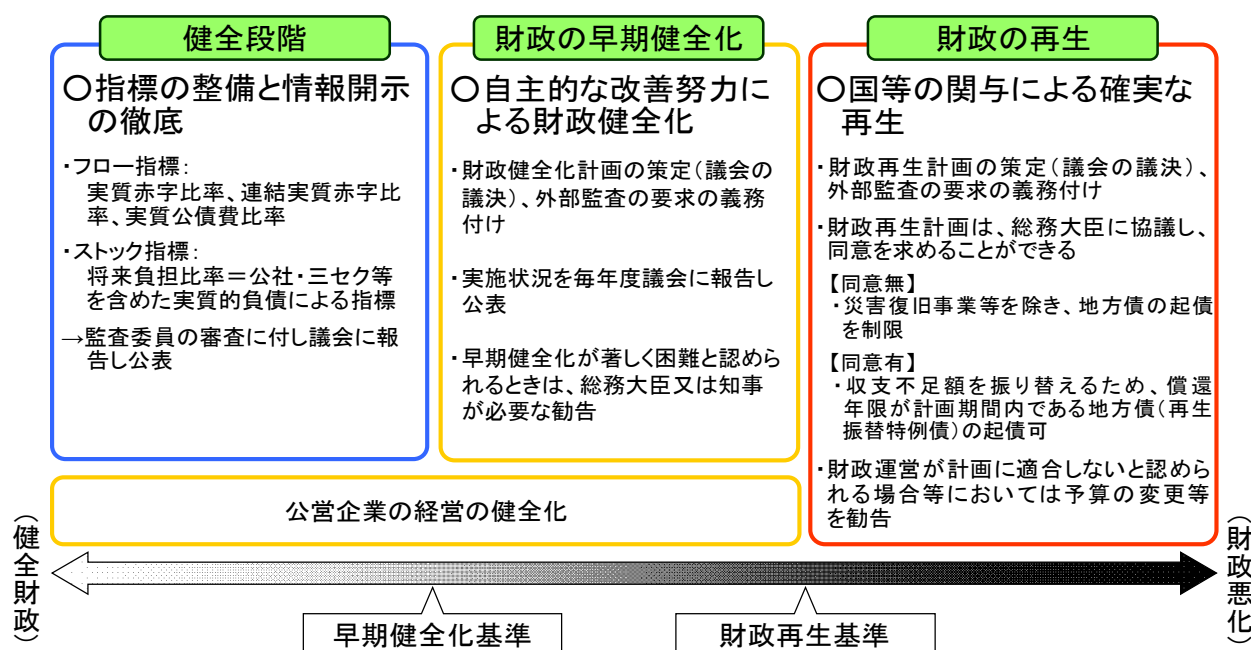 健全段階
〇指標の整備と情報開示
の徹底
・フロー指標:
実質赤字比率、連結実質赤字比
率、実質公債費比率
・ストック指標:
将来負担比率=公社・三セク等
を含めた実質的負債による指標
→監査委員の審査に付し議会に報
告し公表
財政の早期健全化
〇自主的な改善努力に
よる財政健全化
・財政健全化計画の策定(議会の
議決)、外部監査の要求の義務
付け
・実施状況を毎年度議会に報告し
公表
・早期健全化が著しく困難と認めら
れるときは、総務大臣又は知事
が必要な勧告
財政の再生
〇国等の関与による確実な
再生
・財政再生計画の策定(議会の議決)、
外部監査の要求の義務付け
・財政再生計画は、総務大臣に協議し、
同意を求めることができる
【同意無】
・災害復旧事業等を除き、地方債の起債
を制限
【同意有】
・収支不足額を振り替えるため、償還
年限が計画期間内である地方債(再生
振替特例債)の起債可
・財政運営が計画に適合しないと認めら
れる場合等においては予算の変更等
を勧告
公営企業の経営の健全化
(健全財政)
(財政悪化)
早期健全化基準
財政再生基準